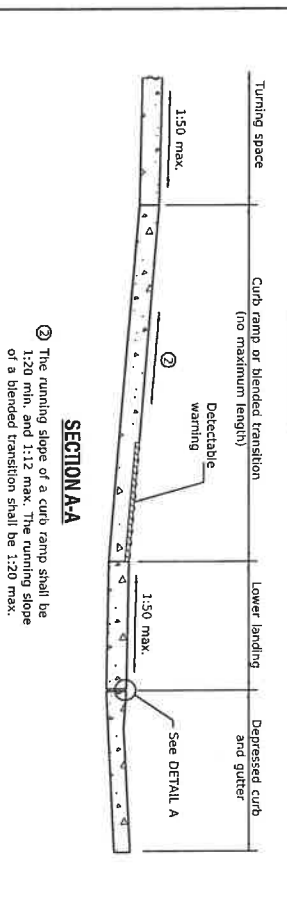 Turning space
Curb ramp or blended transition
(no maximum length)
Lower landing
Depressed curb
and gutter
1:50 max.
②
Detectable
warning
1:50 max.
See DETAIL A
SECTION A-A
② The running slope of a curb ramp shall be
1:20 min. and 1:12 max. The running slope
of a blended transition shall be 1:20 max.